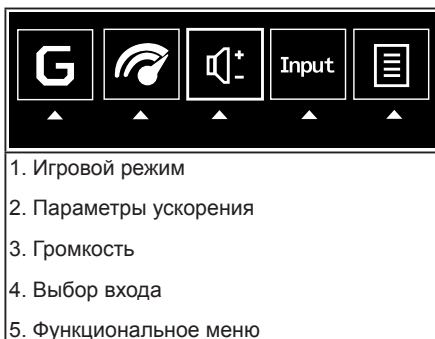 G Input
1. Игровой режим
2. Параметры ускорения
3. Громкость
4. Выбор входа
5. Функциональное меню